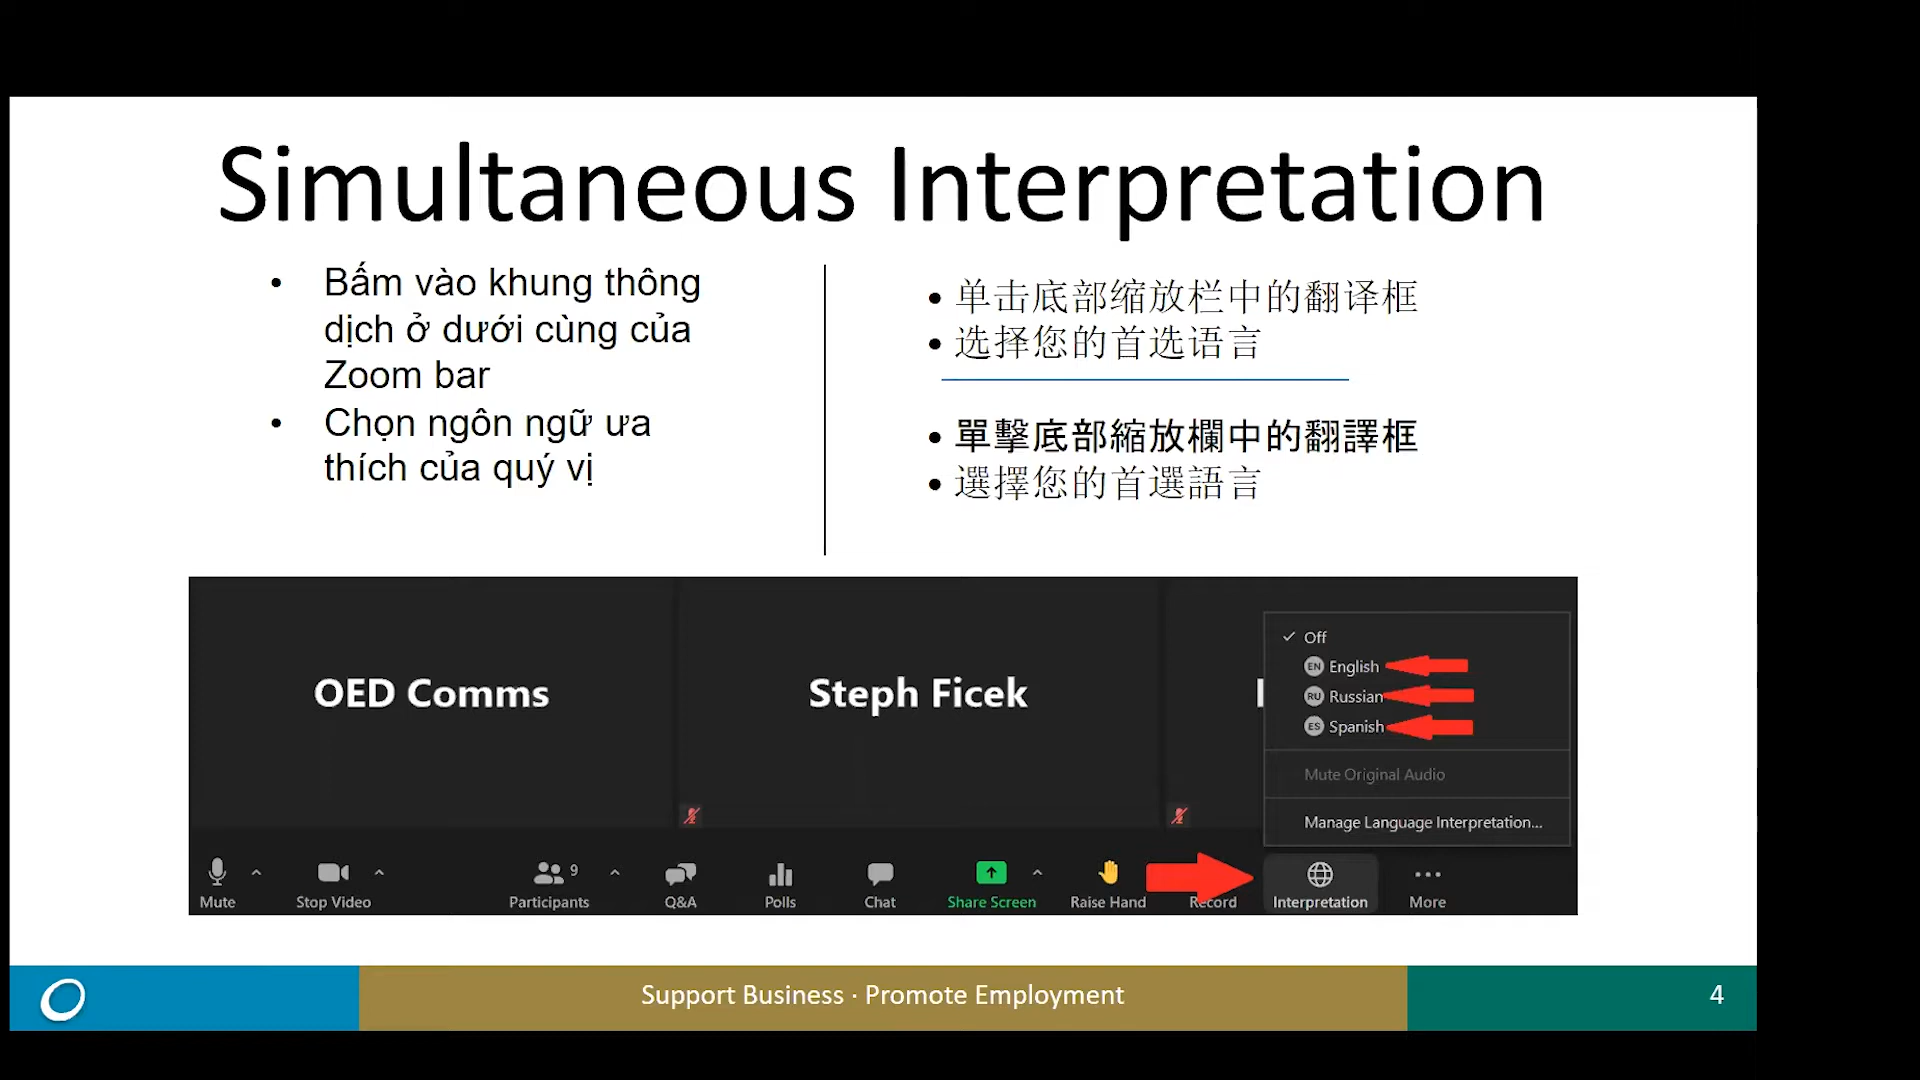 Simultaneous Interpretation
• Bấm vào khung thông
dịch ở dưới cùng của
Zoom bar
• Chọn ngôn ngữ ưa
thích của quý vị
• 单击底部缩放栏中的翻译框
• 选择您的首选语言
• 單擊底部縮放欄中的翻譯框
• 選擇您的首選語言
OED Comms
Steph Ficek
✓ Off
EN English
RU Russian
ES Spanish
Mute Original Audio
Manage Language Interpretation...
9
Mute
Stop Video
Participants
Q&A
Polls
Chat
Share Screen
Raise Hand
Record
Interpretation
More
Support Business · Promote Employment
4